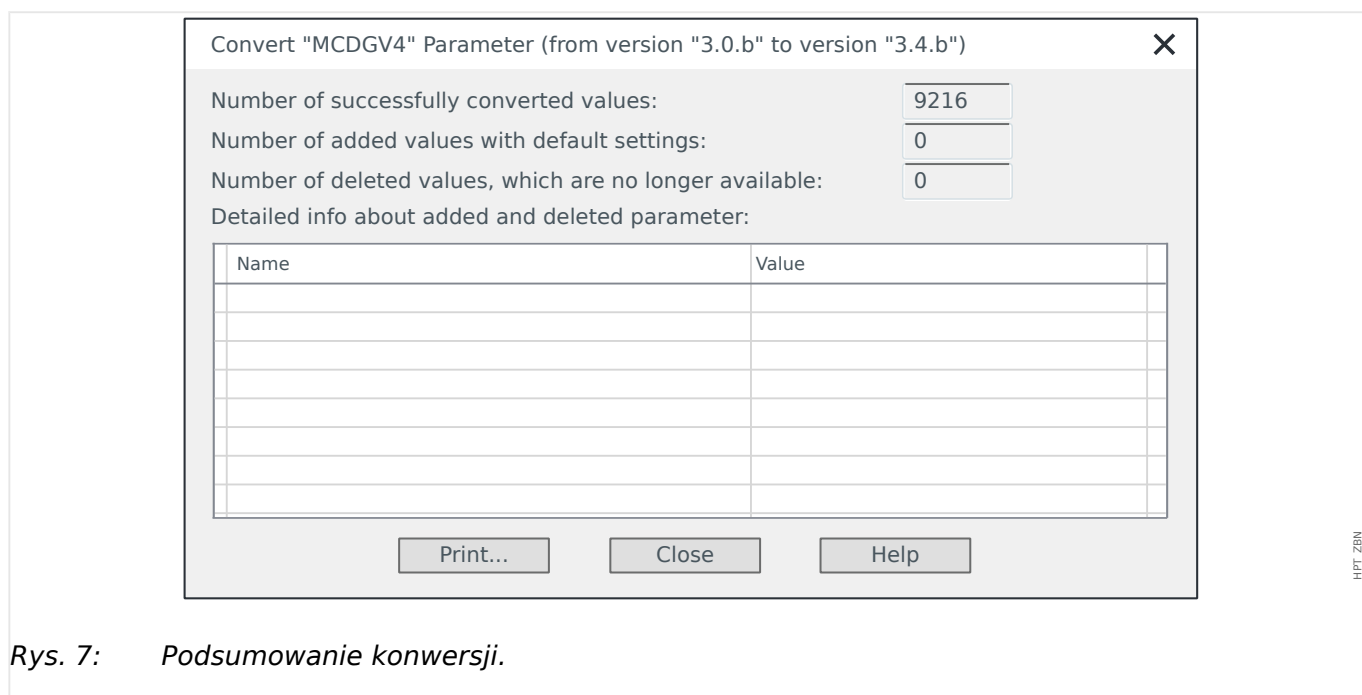 Convert "MCDGV4" Parameter (from version "3.0.b" to version "3.4.b")
Number of successfully converted values: 9216
Number of added values with default settings: 0
Number of deleted values, which are no longer available: 0
Detailed info about added and deleted parameter:
Name Value
Print... Close Help
HPT ZBN
Rys. 7: Podsumowanie konwersji.